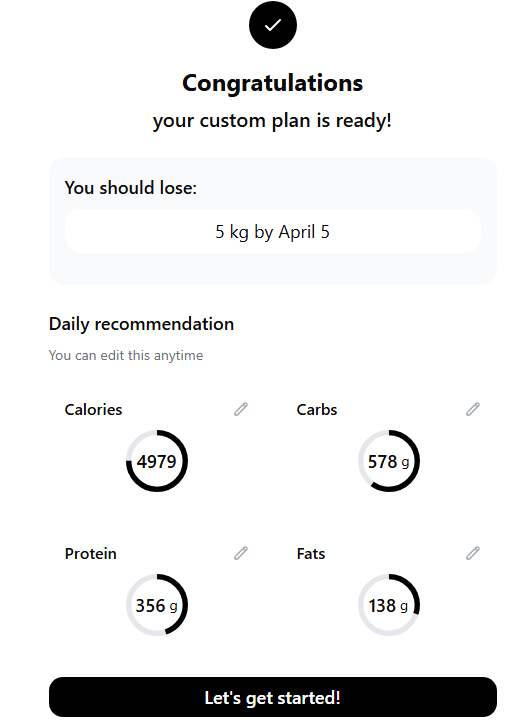 Congratulations
your custom plan is ready!
You should lose:
5 kg by April 5
Daily recommendation
You can edit this anytime
Calories
Carbs
4979
578 g
Protein
Fats
356 g
138 g
Let's get started!